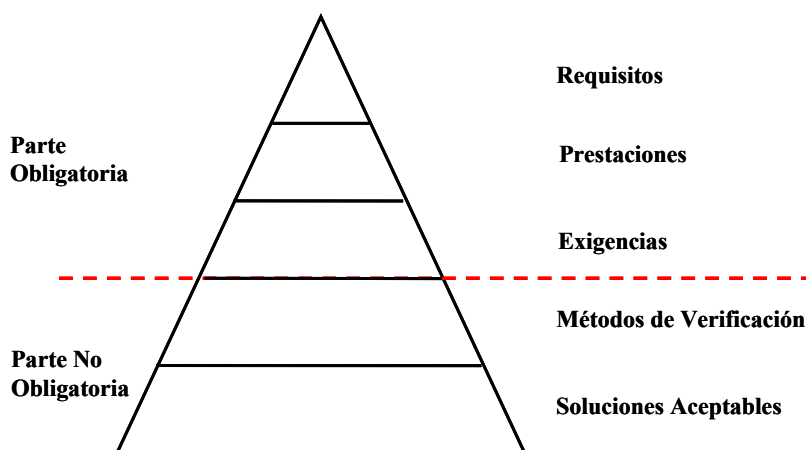 Requisitos
Parte
Obligatoria
Prestaciones
Exigencias
Métodos de Verificación
Parte No
Obligatoria
Soluciones Aceptables